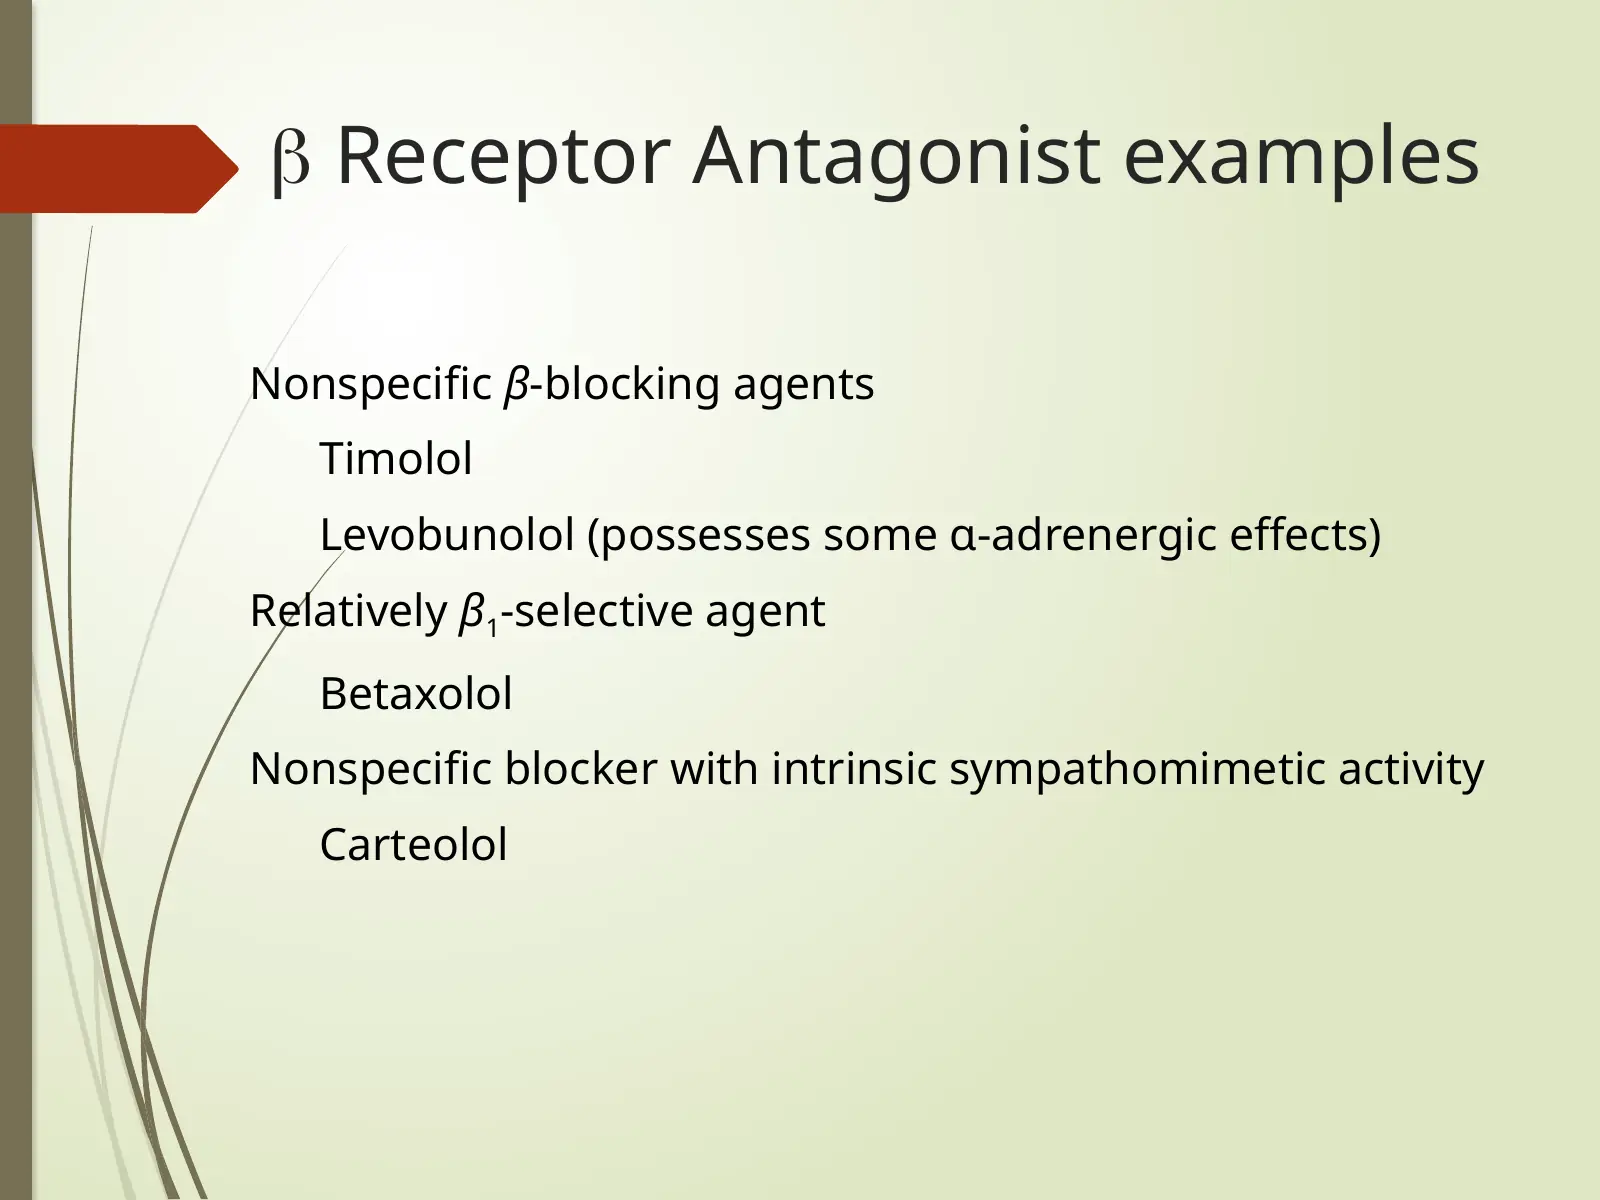 β Receptor Antagonist examples
Nonspecific β-blocking agents
Timolol
Levobunolol (possesses some α-adrenergic effects)
Relatively β₁-selective agent
Betaxolol
Nonspecific blocker with intrinsic sympathomimetic activity
Carteolol